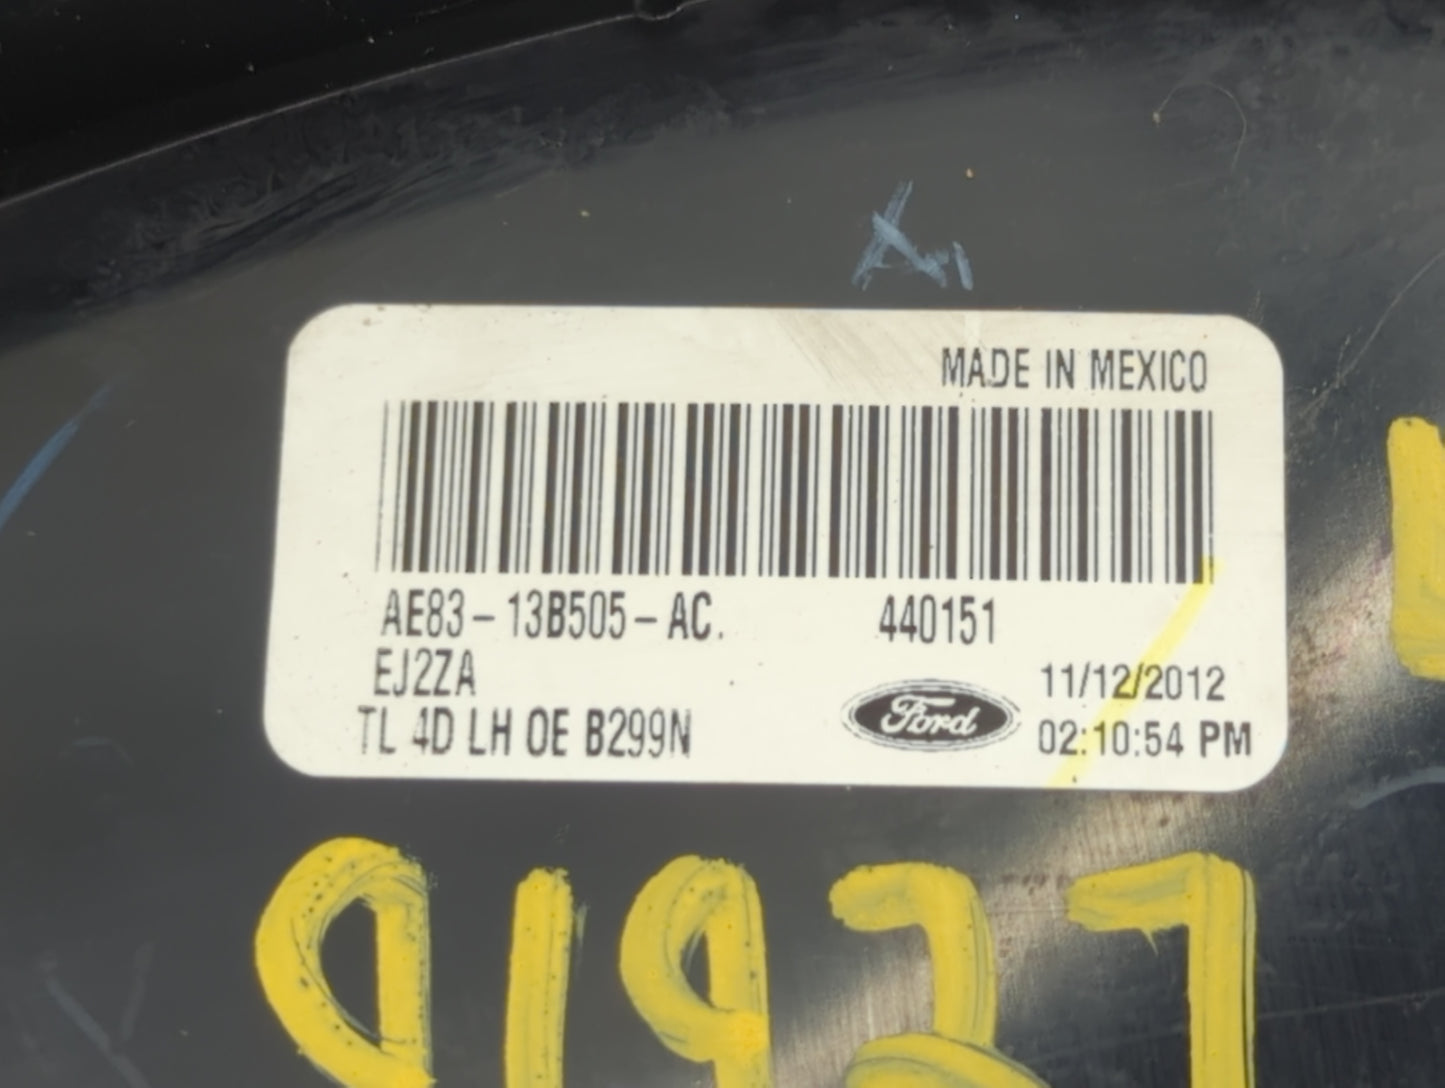 MADE IN MEXICO
AE83-13B505-AC. 440151
EJ2ZA
TL 4D LH OE B299N
Ford
11/12/2012
02:10:54 PM
91927